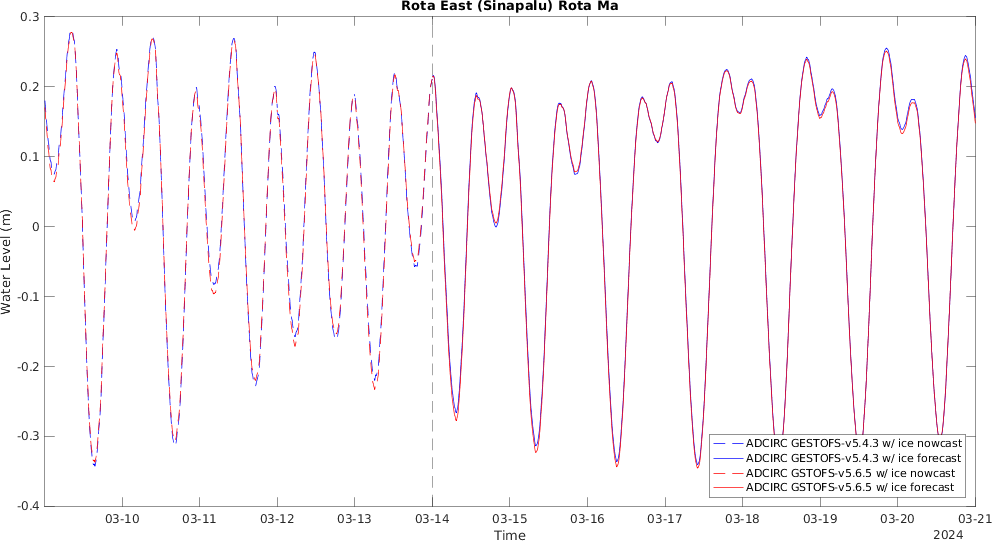 Rota East (Sinapalu) Rota Ma
Water Level (m)
0.3
0.2
0.1
0
-0.1
-0.2
-0.3
-0.4
ADCIRC GESTOFS-v5.4.3 w/ ice nowcast
ADCIRC GESTOFS-v5.4.3 w/ ice forecast
ADCIRC GSTOFS-v5.6.5 w/ ice nowcast
ADCIRC GSTOFS-v5.6.5 w/ ice forecast
03-10 03-11 03-12 03-13 03-14 03-15 03-16 03-17 03-18 03-19 03-20 03-21
Time
2024